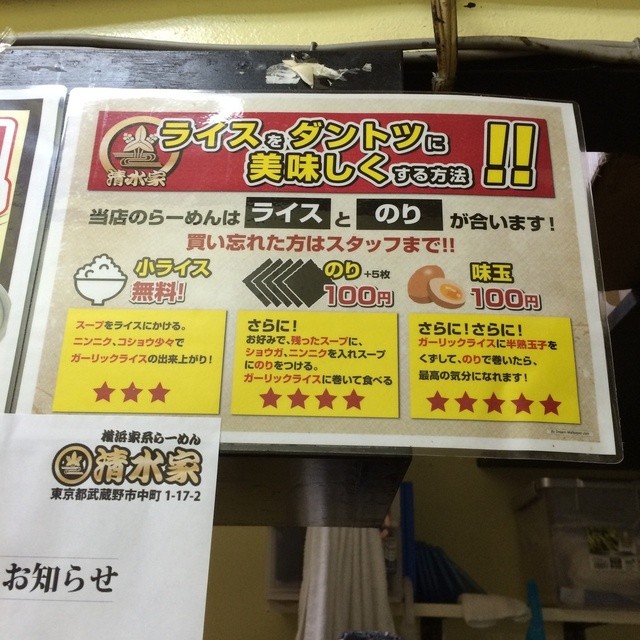 清水家
ライスをダントツに
美味しくする方法!!
当店のらーめんは ライス と のり が合います!
買い忘れた方はスタッフまで!!
小ライス
無料!
のり+5枚
100円
味玉
100円
スープをライスにかける。
ニンニク、コショウ少々で
ガーリックライスの出来上がり!
★★★
さらに!
お好みで、残ったスープに、
ショウガ、ニンニクを入れスープ
にのりをつける。
ガーリックライスに巻いて食べる
★★★★
さらに!さらに!
ガーリックライスに半熟玉子を
くずして、のりで巻いたら、
最高の気分になれます!
★★★★★
横浜家系らーめん
清水家
東京都武蔵野市中町 1-17-2
お知らせ